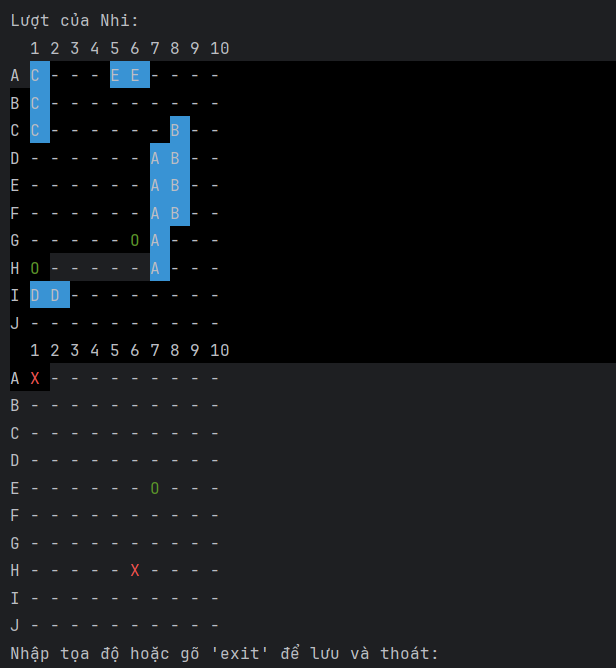 Lượt của Nhi:
1 2 3 4 5 6 7 8 9 10
A C - - - E E - - - -
B C - - - - - - - - -
C C - - - - - - B - -
D - - - - - - A B - -
E - - - - - - A B - -
F - - - - - - A B - -
G - - - - - O A - - -
H O - - - - - A - - -
I D D - - - - - - - -
J - - - - - - - - - -
1 2 3 4 5 6 7 8 9 10
A X - - - - - - - - -
B - - - - - - - - - -
C - - - - - - - - - -
D - - - - - - - - - -
E - - - - - - O - - -
F - - - - - - - - - -
G - - - - - - - - - -
H - - - - - X - - - -
I - - - - - - - - - -
J - - - - - - - - - -
Nhập tọa độ hoặc gõ 'exit' để lưu và thoát: